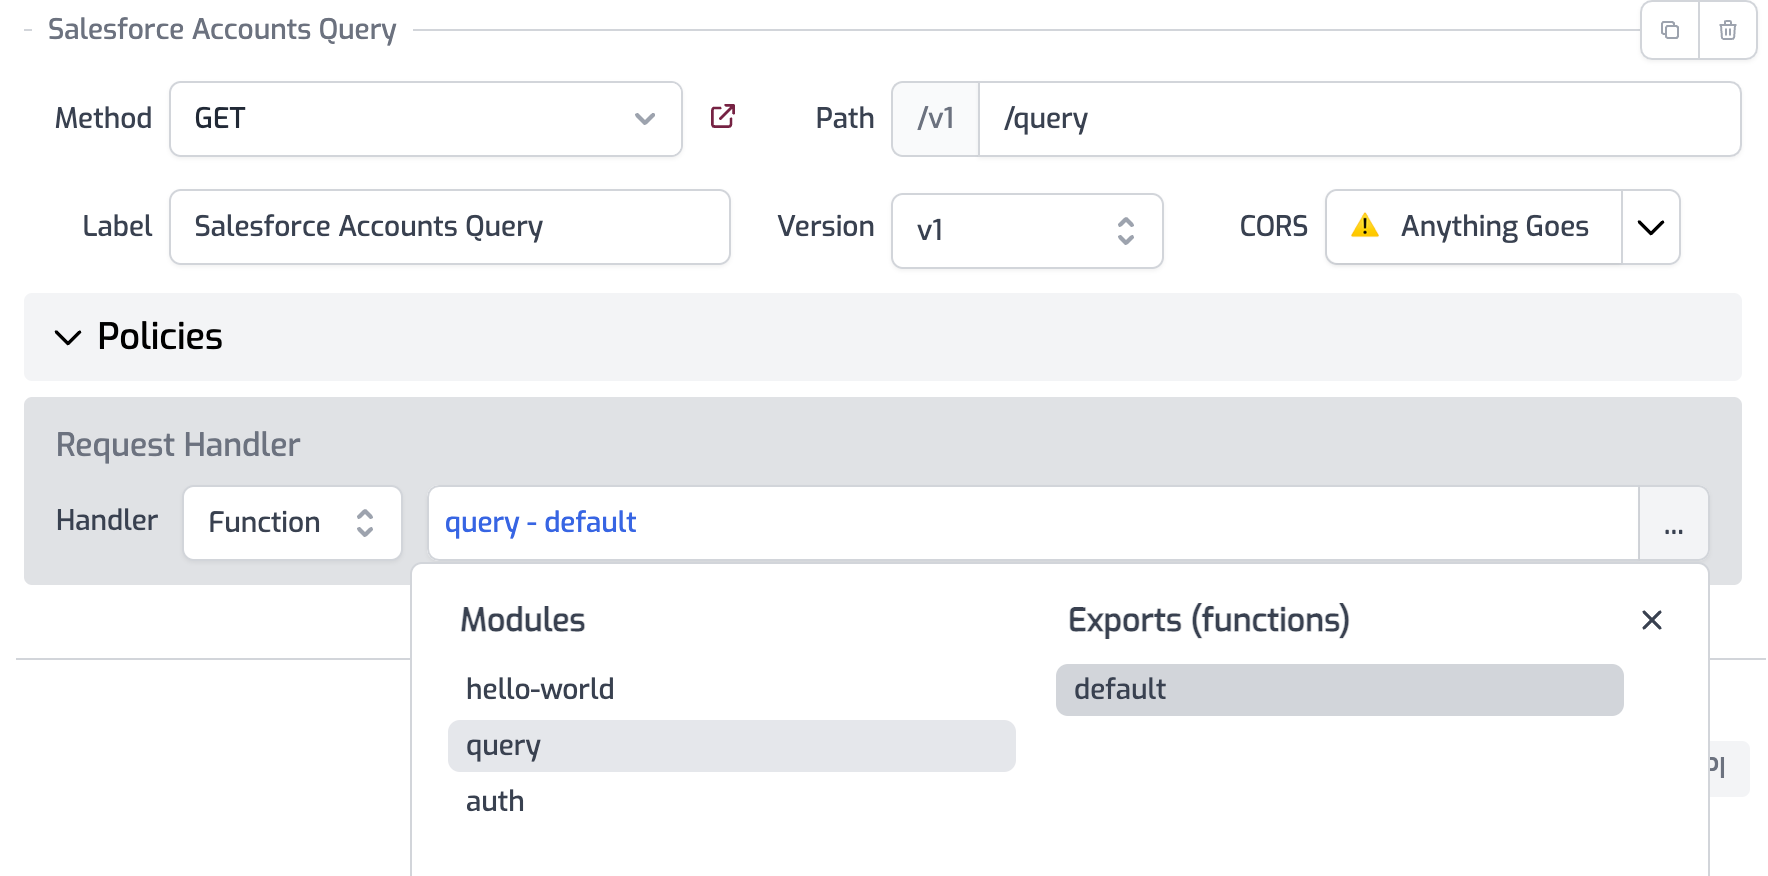 Salesforce Accounts Query
Method GET Path /v1 /query
Label Salesforce Accounts Query Version v1 CORS Anything Goes
Policies
Request Handler
Handler Function query - default ...
Modules Exports (functions)
hello-world default
query
auth